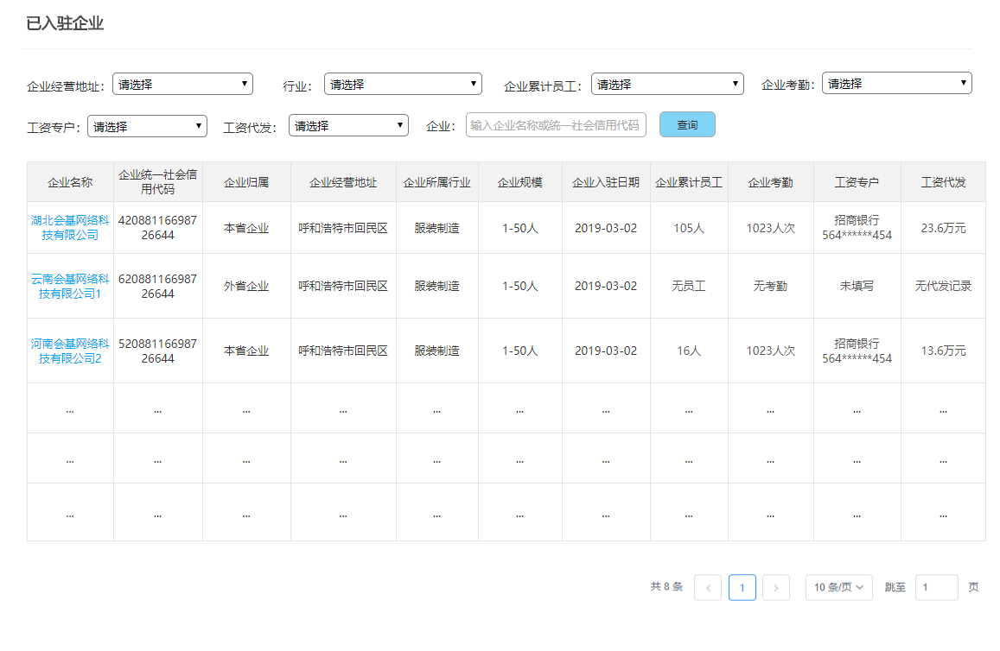 已入驻企业
企业经营地址： 请选择 行业： 请选择 企业累计员工： 请选择 企业考勤： 请选择
工资专户： 请选择 工资代发： 请选择 企业： 输入企业名称或统一社会信用代码 查询
企业名称 企业统一社会信用代码 企业归属 企业经营地址 企业所属行业 企业规模 企业入驻日期 企业累计员工 企业考勤 工资专户 工资代发
湖北会基网络科技有限公司 42088116698726644 本省企业 呼和浩特市回民区 服装制造 1-50人 2019-03-02 105人 1023人次 招商银行 564******454 23.6万元
云南会基网络科技有限公司1 62088116698726644 外省企业 呼和浩特市回民区 服装制造 1-50人 2019-03-02 无员工 无考勤 未填写 无代发记录
河南会基网络科技有限公司2 52088116698726644 本省企业 呼和浩特市回民区 服装制造 1-50人 2019-03-02 16人 1023人次 招商银行 564******454 13.6万元
... ... ... ... ... ... ... ... ... ... ...
... ... ... ... ... ... ... ... ... ... ...
... ... ... ... ... ... ... ... ... ... ...
共 8 条 < 1 > 10 条/页 跳至 1 页